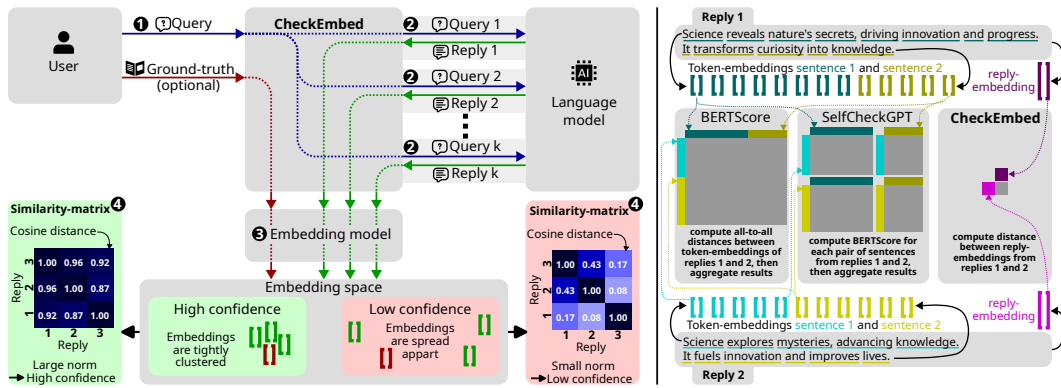 User
1 Query
Ground-truth
(optional)
CheckEmbed
2 Query 1
Reply 1
2 Query 2
Reply 2
2 Query k
Reply k
AI
Language
model
3 Embedding model
Embedding space
High confidence
Embeddings
are tightly
clustered
Low confidence
Embeddings
are spread
appart
Similarity-matrix 4
Cosine distance
Reply
3 1.00 0.96 0.92
2 0.96 1.00 0.87
1 0.92 0.87 1.00
1 2 3
Reply
Large norm
High confidence
Similarity-matrix 4
Cosine distance
Reply
3 1.00 0.43 0.17
2 0.43 1.00 0.08
1 0.17 0.08 1.00
1 2 3
Reply
Small norm
Low confidence
Reply 1
Science reveals nature's secrets, driving innovation and progress.
It transforms curiosity into knowledge.
Token-embeddings sentence 1 and sentence 2
reply-
embedding
BERTScore
compute all-to-all
distances between
token-embeddings of
replies 1 and 2, then
aggregate results
SelfCheckGPT
compute BERTScore for
each pair of sentences
from replies 1 and 2,
then aggregate results
CheckEmbed
compute distance
between reply-
embeddings from
replies 1 and 2
reply-
embedding
Token-embeddings sentence 1 and sentence 2
Science explores mysteries, advancing knowledge.
It fuels innovation and improves lives.
Reply 2